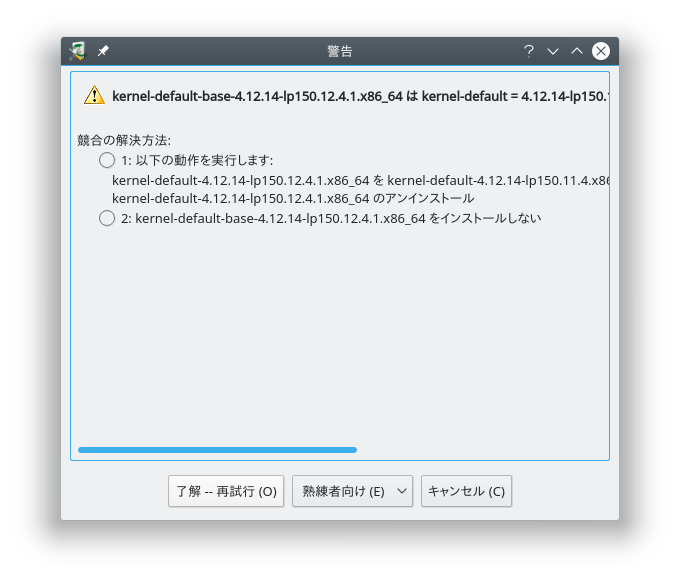 警告
kernel-default-base-4.12.14-lp150.12.4.1.x86_64 は kernel-default = 4.12.14-lp150.
競合の解決方法:
1: 以下の動作を実行します:
kernel-default-4.12.14-lp150.12.4.1.x86_64 を kernel-default-4.12.14-lp150.11.4.x86
kernel-default-4.12.14-lp150.12.4.1.x86_64 のアンインストール
2: kernel-default-base-4.12.14-lp150.12.4.1.x86_64 をインストールしない
了解 -- 再試行 (O) 熟練者向け (E) キャンセル (C)